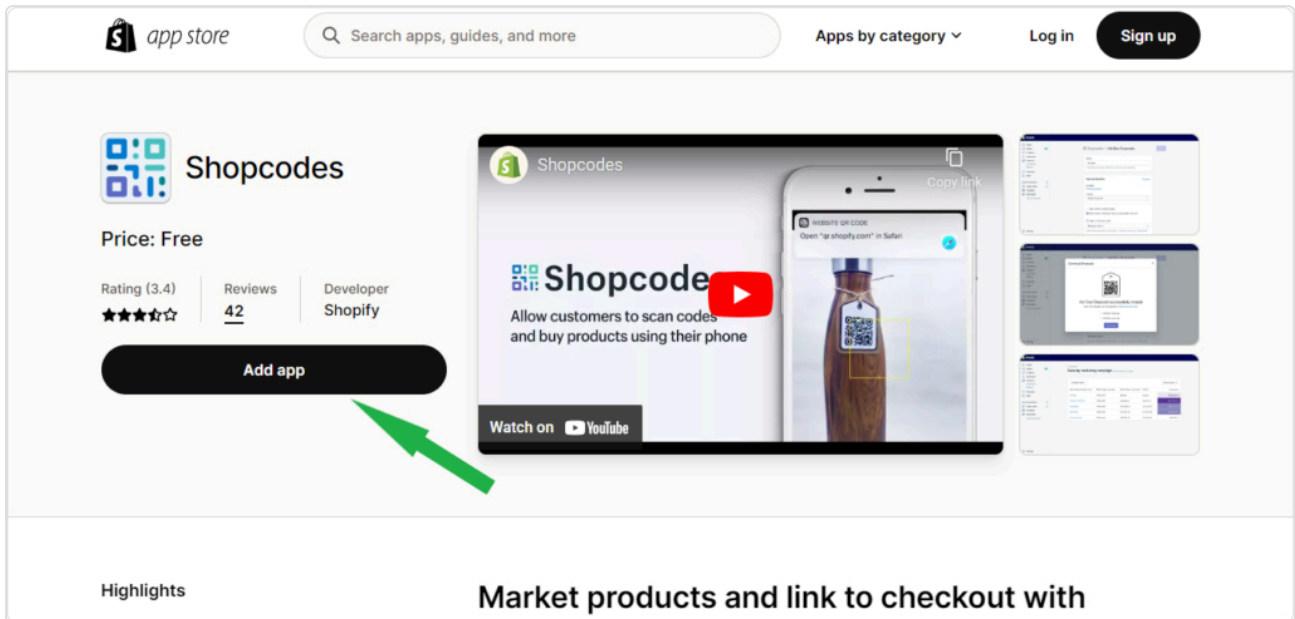 app store
Search apps, guides, and more
Apps by category
Log in
Sign up
Shopcodes
Price: Free
Rating (3.4)
Reviews
42
Developer
Shopify
Add app
Shopcodes
Copy link
WEBSITE QR CODE
Open "qr.shopify.com" in Safari
Shopcode
Allow customers to scan codes
and buy products using their phone
Watch on YouTube
Highlights
Market products and link to checkout with